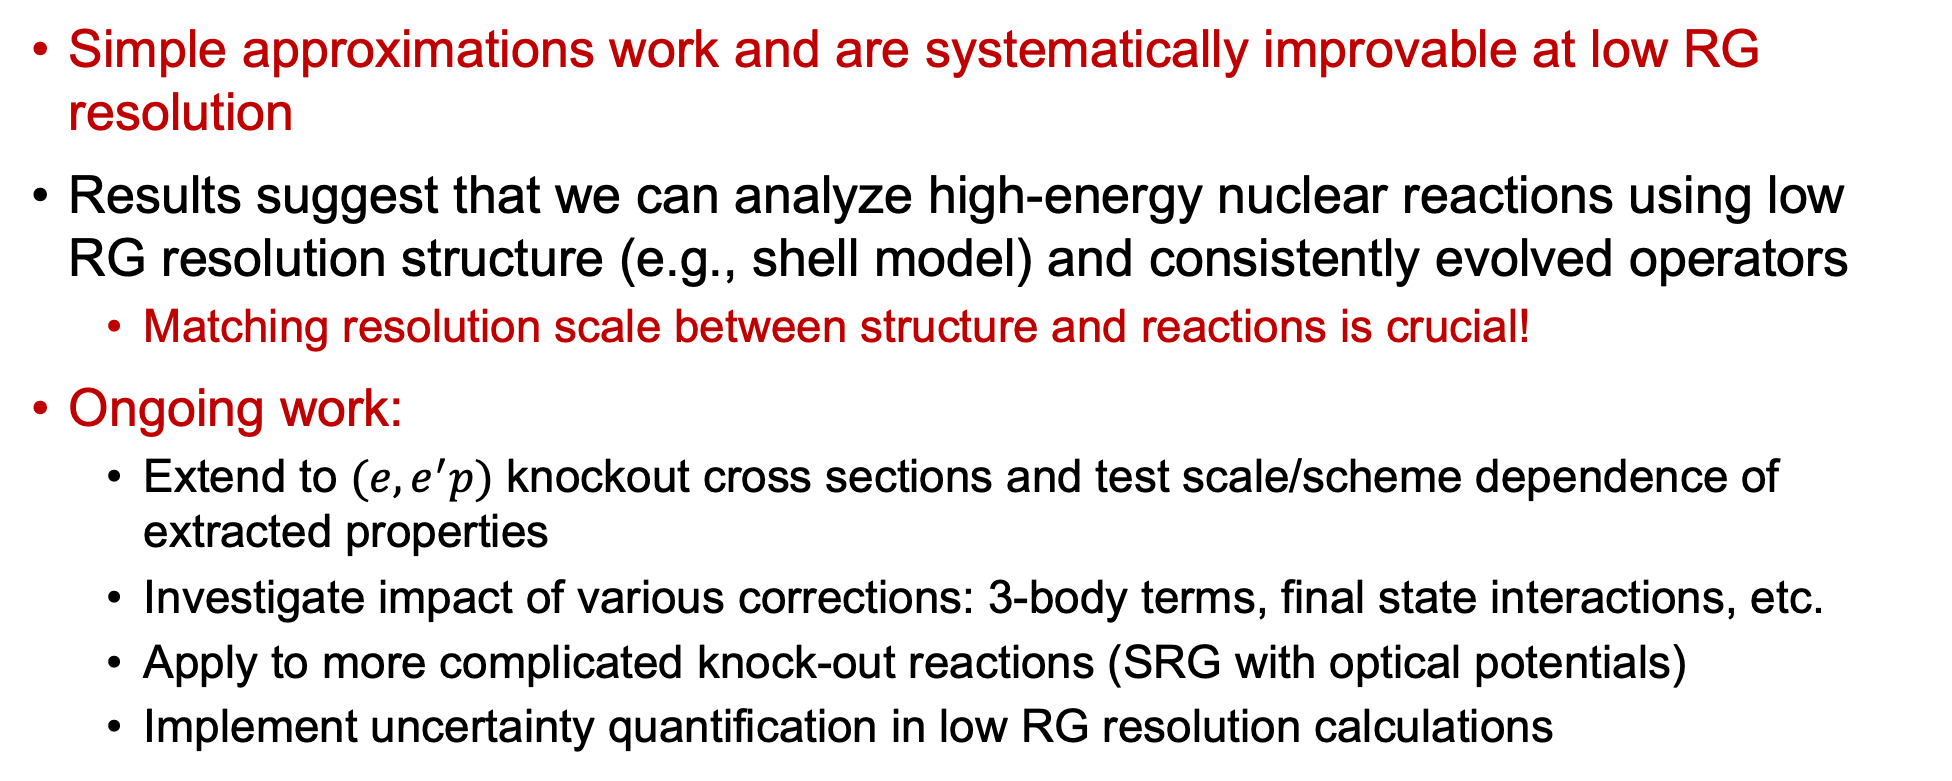 • Simple approximations work and are systematically improvable at low RG
resolution
• Results suggest that we can analyze high-energy nuclear reactions using low
RG resolution structure (e.g., shell model) and consistently evolved operators
• Matching resolution scale between structure and reactions is crucial!
• Ongoing work:
• Extend to (e, e′p) knockout cross sections and test scale/scheme dependence of
extracted properties
• Investigate impact of various corrections: 3-body terms, final state interactions, etc.
• Apply to more complicated knock-out reactions (SRG with optical potentials)
• Implement uncertainty quantification in low RG resolution calculations